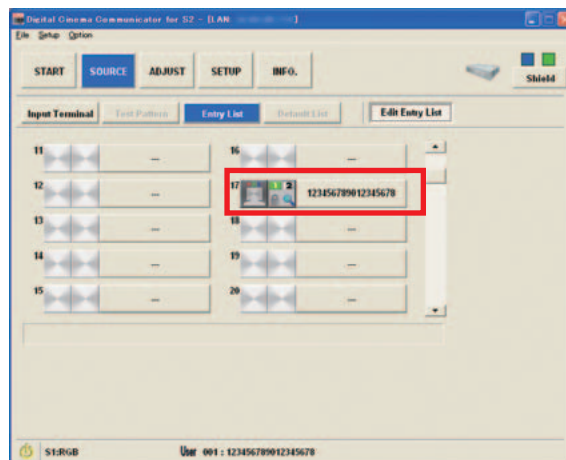 Digital Cinema Communicator for S2 - [LAN: ]
File Setup Option
START SOURCE ADJUST SETUP INFO. Shield
Input Terminal Test Pattern Entry List Default List Edit Entry List
11 --- 16 ---
12 --- 17 1 2 123456789012345678
13 --- 18 ---
14 --- 19 ---
15 --- 20 ---
S1:RGB User 001 : 123456789012345678